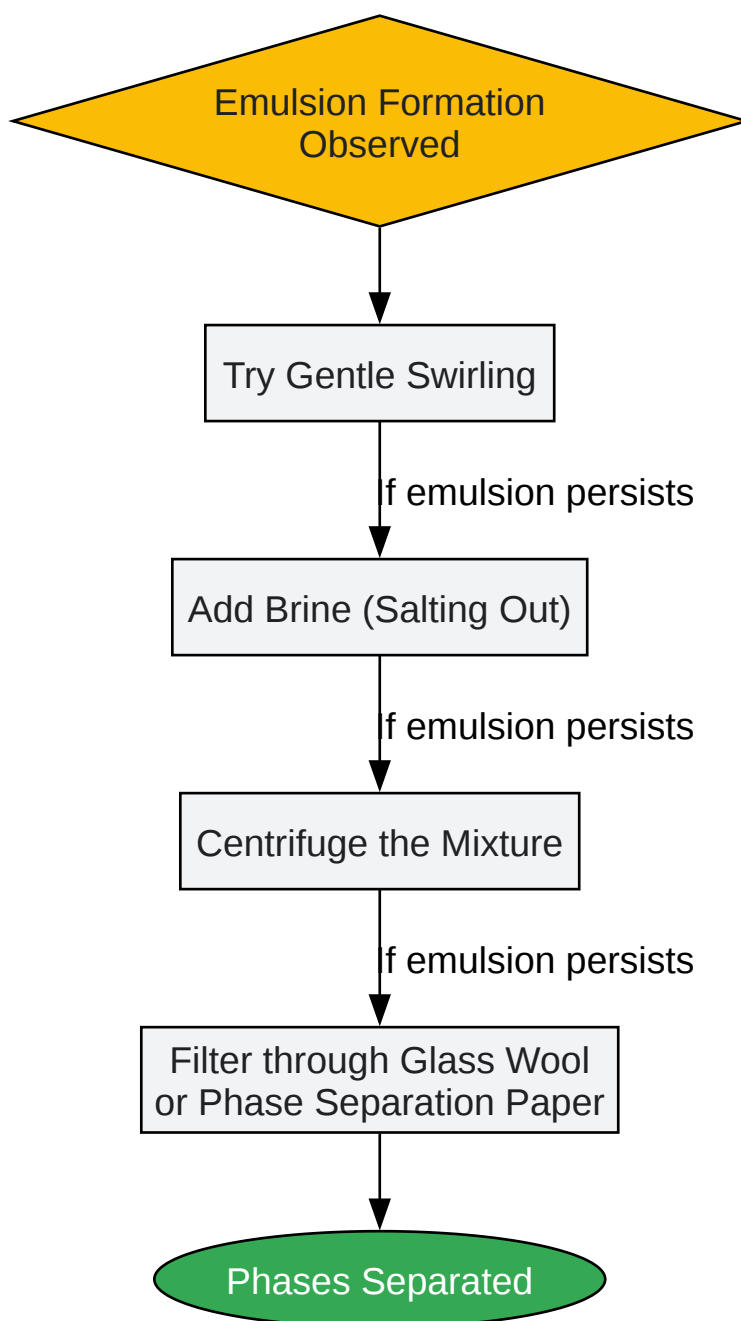 Emulsion Formation
Observed
Try Gentle Swirling
If emulsion persists
Add Brine (Salting Out)
If emulsion persists
Centrifuge the Mixture
If emulsion persists
Filter through Glass Wool
or Phase Separation Paper
Phases Separated